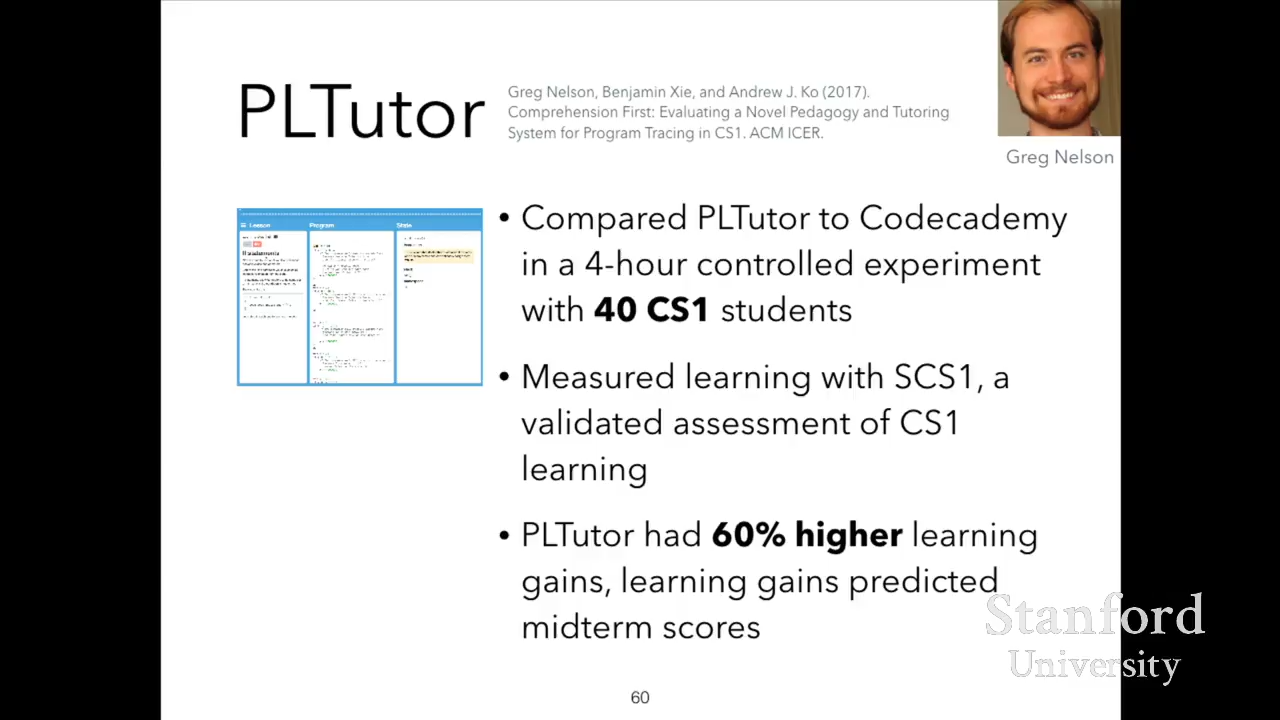 PLTutor
Greg Nelson, Benjamin Xie, and Andrew J. Ko (2017).
Comprehension First: Evaluating a Novel Pedagogy and Tutoring
System for Program Tracing in CS1. ACM ICER.
Greg Nelson
Lesson Program State
• Compared PLTutor to Codecademy
in a 4-hour controlled experiment
with 40 CS1 students
• Measured learning with SCS1, a
validated assessment of CS1
learning
• PLTutor had 60% higher learning
gains, learning gains predicted
midterm scores
Stanford
University
60